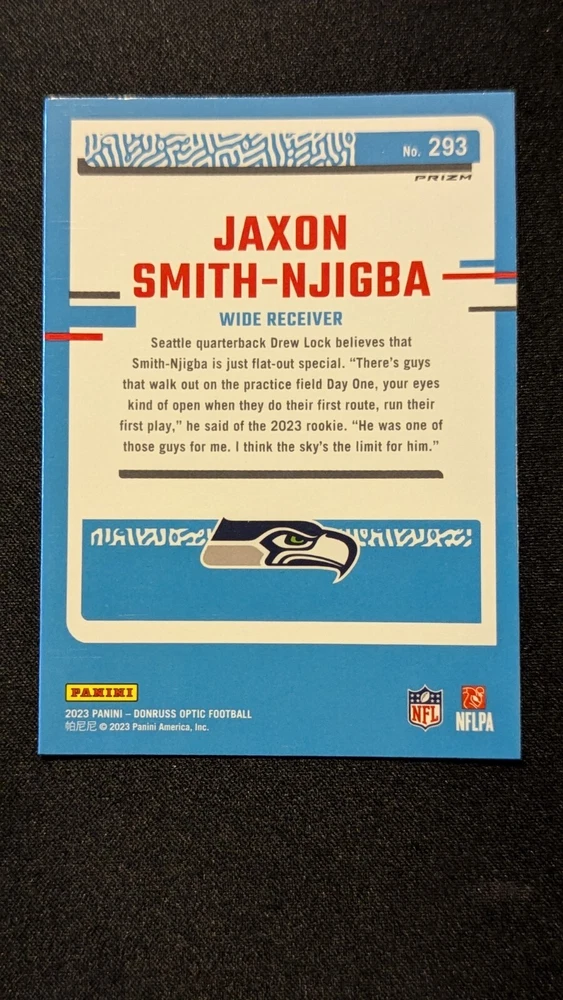 No. 293
PRIZM
JAXON
SMITH-NJIGBA
WIDE RECEIVER
Seattle quarterback Drew Lock believes that
Smith-Njigba is just flat-out special. “There's guys
that walk out on the practice field Day One, your eyes
kind of open when they do their first route, run their
first play,” he said of the 2023 rookie. “He was one of
those guys for me. I think the sky's the limit for him.”
PANINI
2023 PANINI – DONRUSS OPTIC FOOTBALL
帕尼尼 © 2023 Panini America, Inc.
NFL
NFLPA